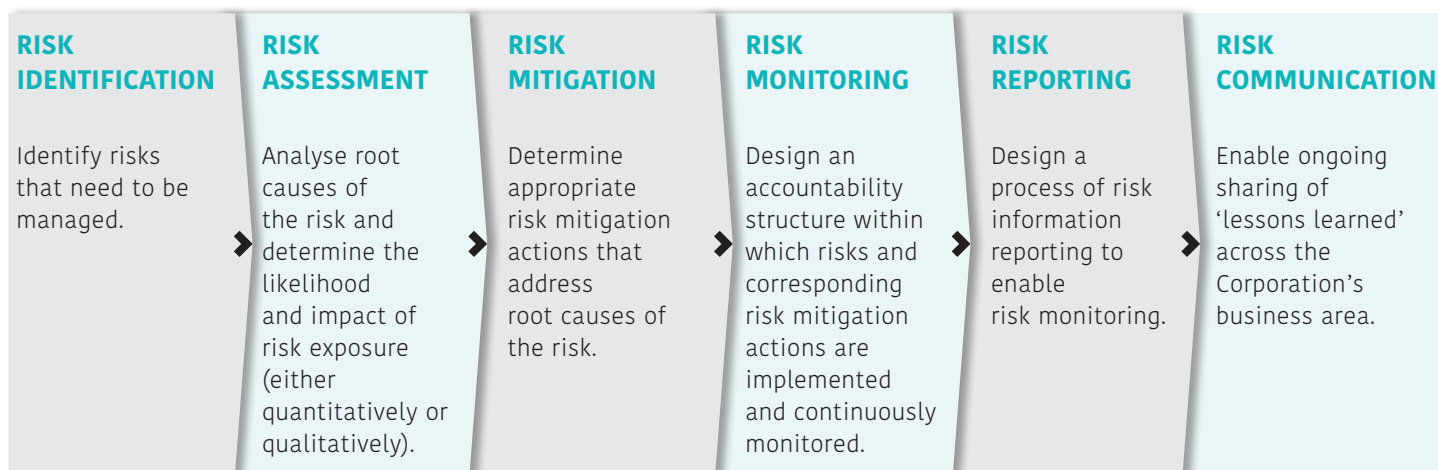 RISK
IDENTIFICATION
Identify risks
that need to be
managed.
RISK
ASSESSMENT
Analyse root
causes of
the risk and
determine the
likelihood
and impact of
risk exposure
(either
quantitatively or
qualitatively).
RISK
MITIGATION
Determine
appropriate
risk mitigation
actions that
address
root causes of
the risk.
RISK
MONITORING
Design an
accountability
structure within
which risks and
corresponding
risk mitigation
actions are
implemented
and continuously
monitored.
RISK
REPORTING
Design a
process of risk
information
reporting to
enable
risk monitoring.
RISK
COMMUNICATION
Enable ongoing
sharing of
‘lessons learned’
across the
Corporation’s
business area.